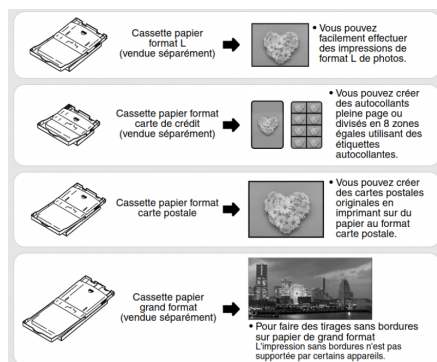 Cassette papier
format L
(vendue séparément)
• Vous pouvez
facilement effectuer
des impressions de
format L de photos.
Cassette papier format
carte de crédit
(vendue séparément)
• Vous pouvez créer
des autocollants
pleine page ou
divisés en 8 zones
égales utilisant des
étiquettes
autocollantes.
Cassette papier format
carte postale
• Vous pouvez créer
des cartes postales
originales en
imprimant sur du
papier au format
carte postale.
Cassette papier
grand format
(vendue séparément)
• Pour faire des tirages sans bordures
sur papier de grand format
L'impression sans bordures n'est pas
supportée par certains appareils.